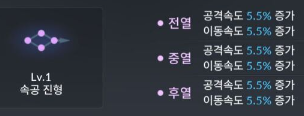 Lv.1
속공 진형
• 전열
공격속도 5.5% 증가
이동속도 5.5% 증가
• 중열
공격속도 5.5% 증가
이동속도 5.5% 증가
• 후열
공격속도 5.5% 증가
이동속도 5.5% 증가